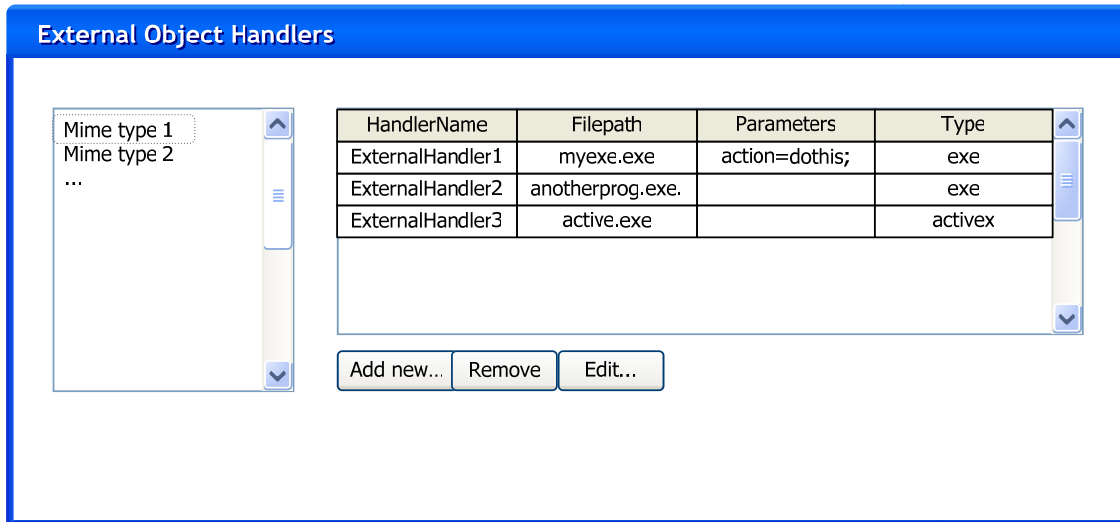 External Object Handlers
Mime type 1
Mime type 2
...
HandlerName Filepath Parameters Type
ExternalHandler1 myexe.exe action=dothis; exe
ExternalHandler2 anotherprog.exe. exe
ExternalHandler3 active.exe activex
Add new... Remove Edit...